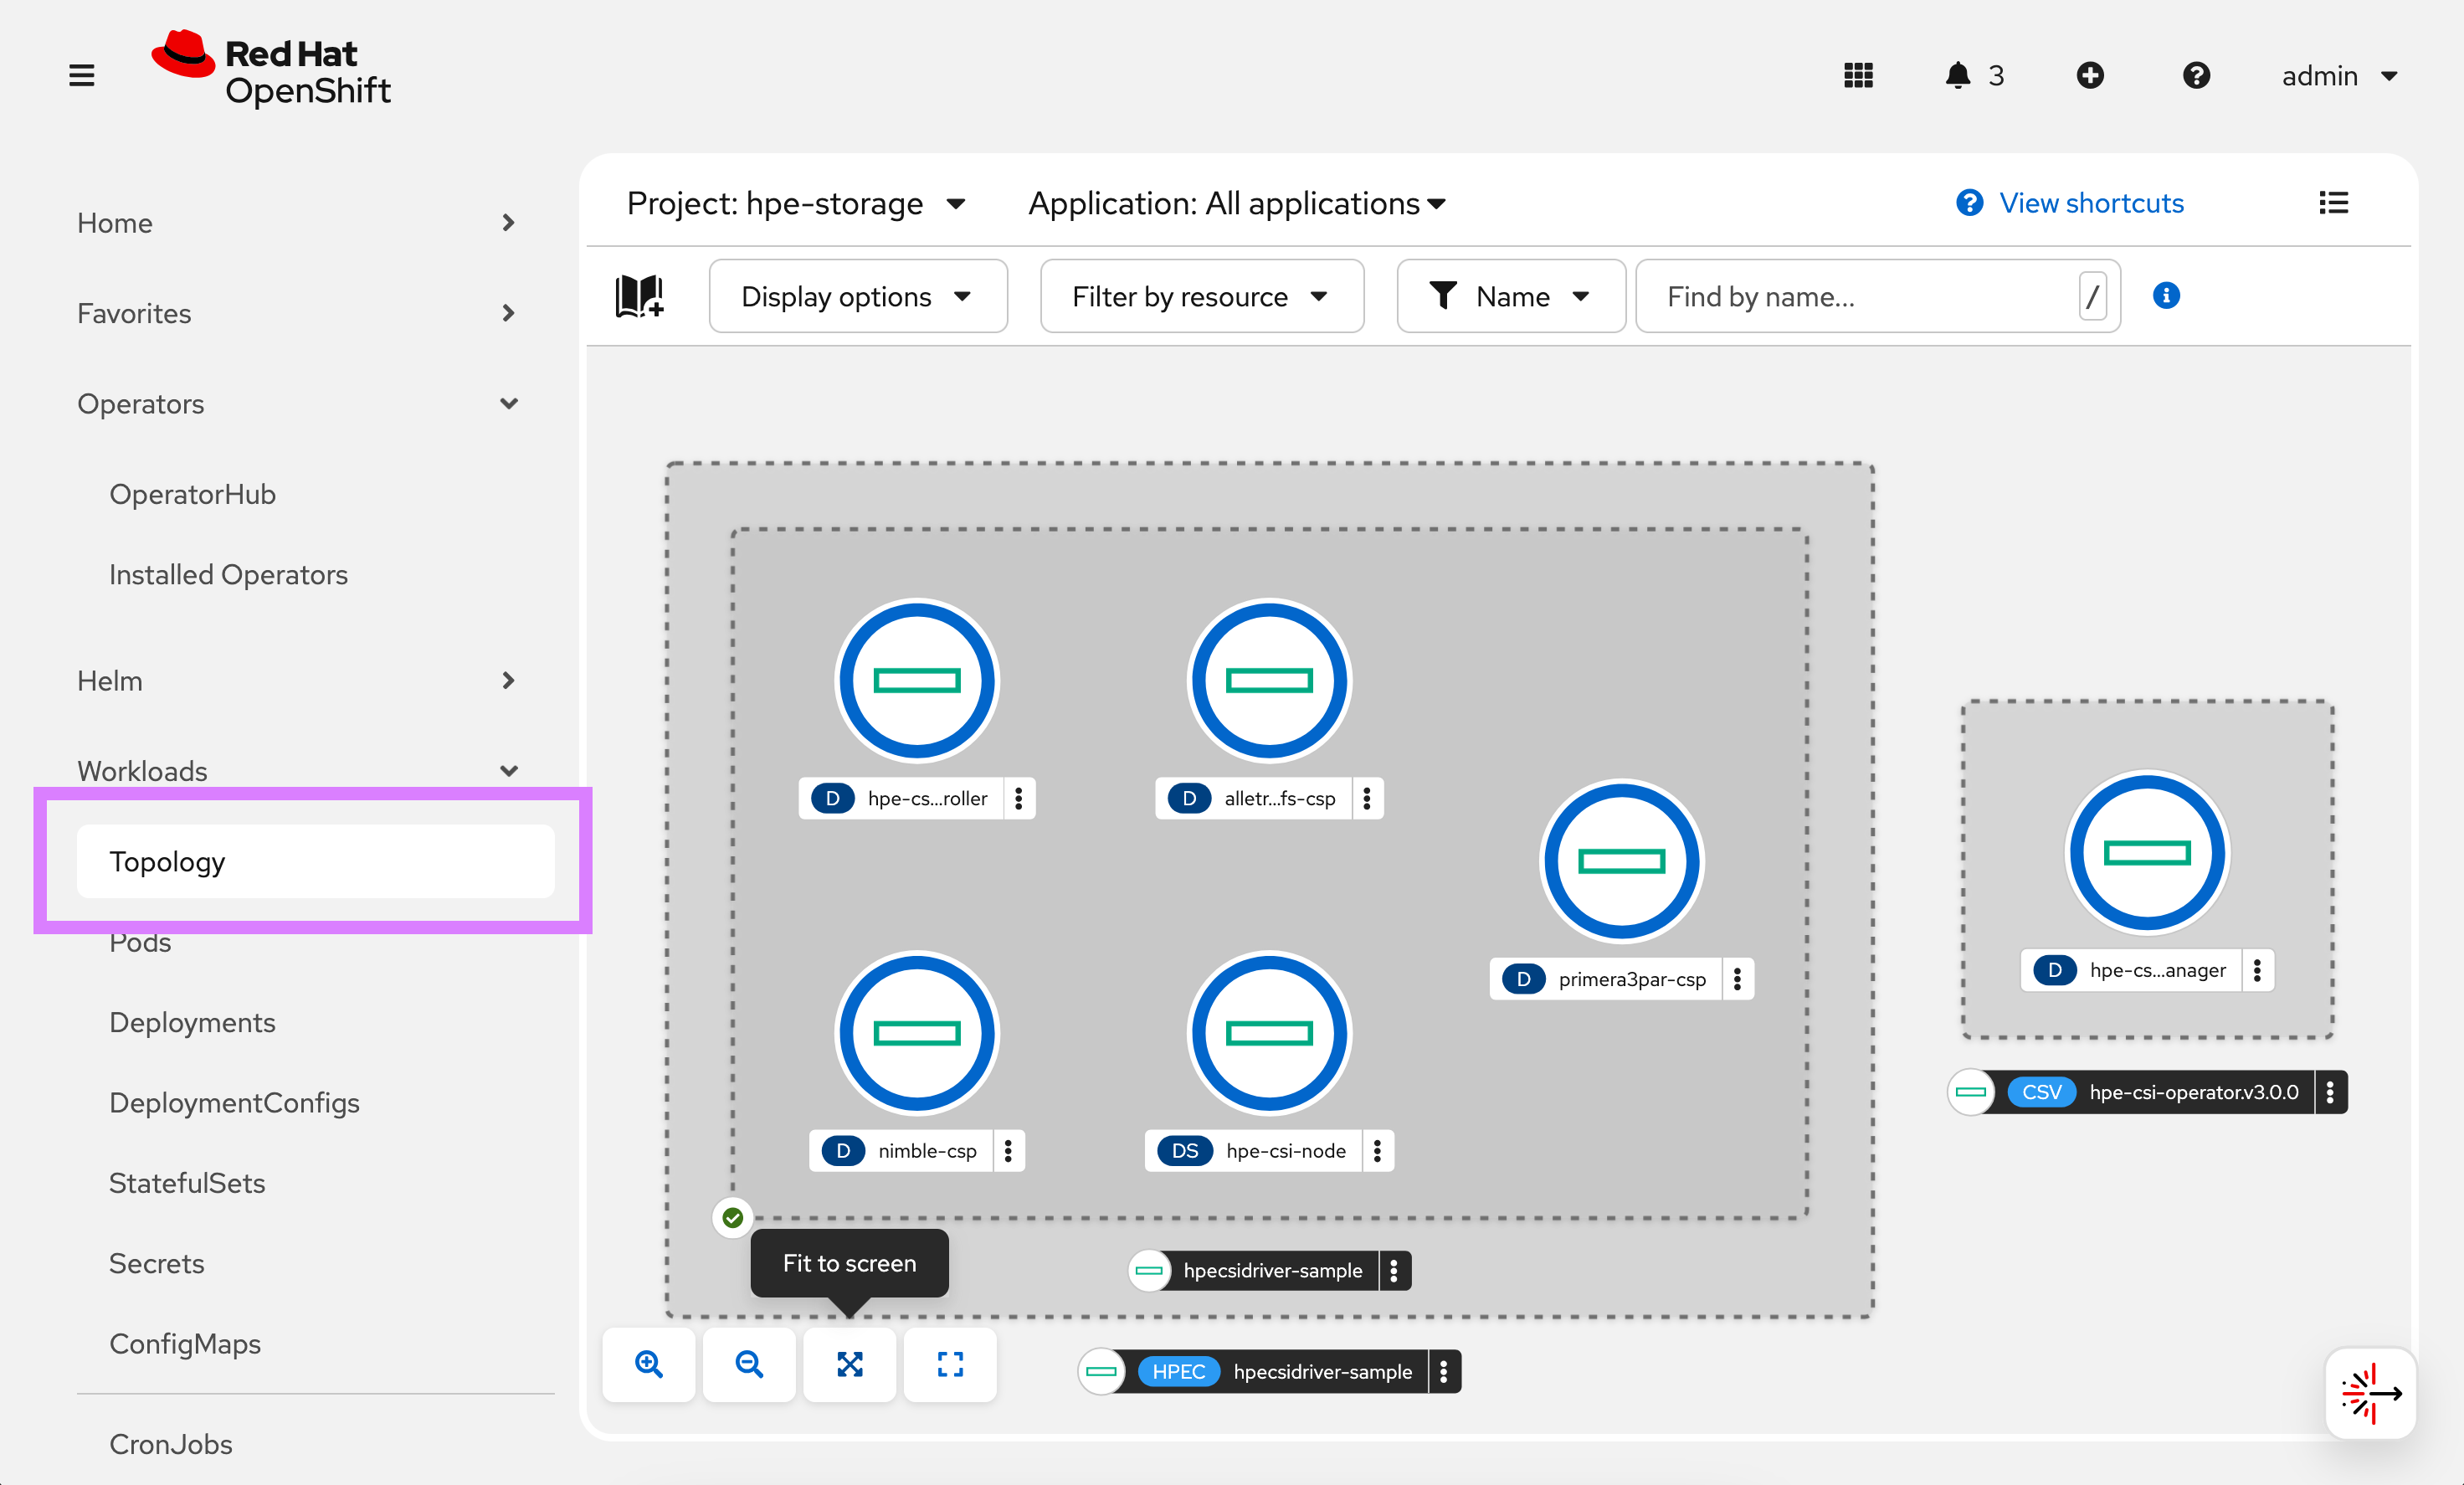 Red Hat
OpenShift
3
admin
Home
Favorites
Operators
OperatorHub
Installed Operators
Helm
Workloads
Topology
Pods
Deployments
DeploymentConfigs
StatefulSets
Secrets
ConfigMaps
CronJobs
Project: hpe-storage
Application: All applications
View shortcuts
Display options
Filter by resource
Name
Find by name...
/
D hpe-cs...roller
D alletr...fs-csp
D primera3par-csp
D nimble-csp
DS hpe-csi-node
D hpe-cs...anager
CSV hpe-csi-operator.v3.0.0
Fit to screen
hpecsidriver-sample
HPEC hpecsidriver-sample